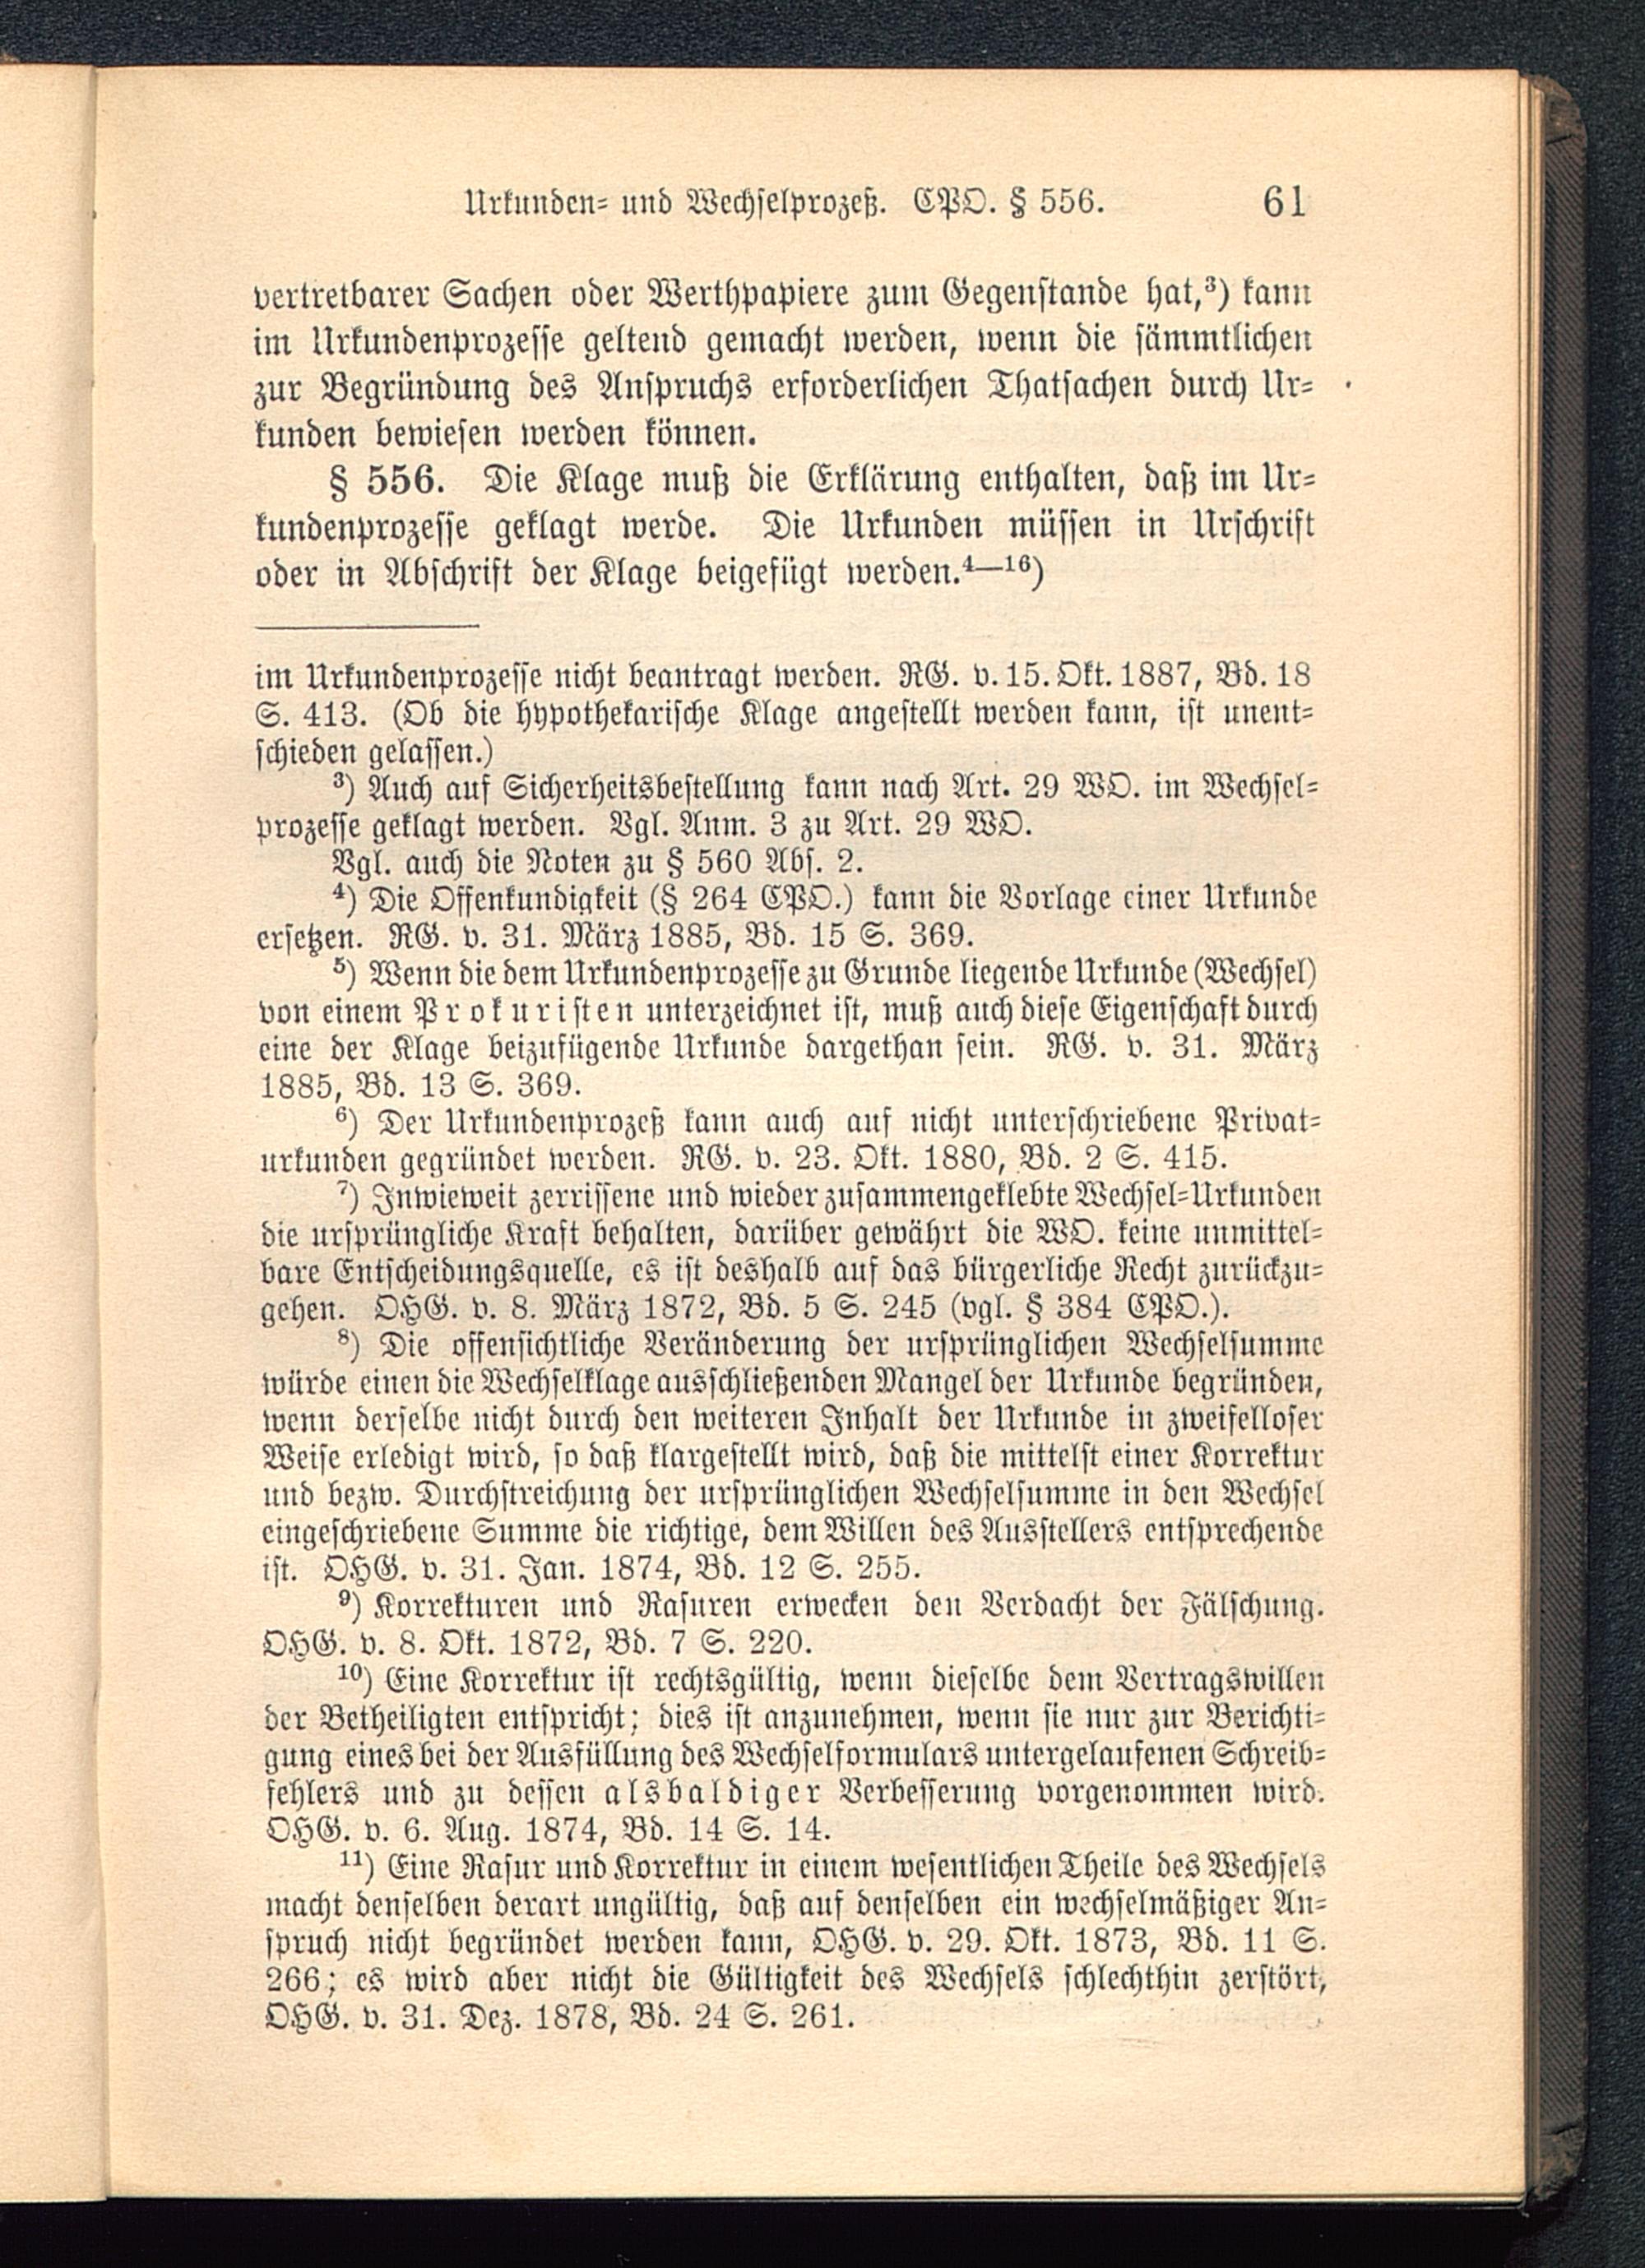 Urkunden- und Wechselprozeß. CPO. § 556. 61
vertretbarer Sachen oder Werthpapiere zum Gegenstande hat,³) kann
im Urkundenprozesse geltend gemacht werden, wenn die sämmtlichen
zur Begründung des Anspruchs erforderlichen Thatsachen durch Ur-
kunden bewiesen werden können.
§ 556. Die Klage muß die Erklärung enthalten, daß im Ur-
kundenprozesse geklagt werde. Die Urkunden müssen in Urschrift
oder in Abschrift der Klage beigefügt werden.⁴—¹⁶)
im Urkundenprozesse nicht beantragt werden. RG. v. 15. Okt. 1887, Bd. 18
S. 413. (Ob die hypothekarische Klage angestellt werden kann, ist unent-
schieden gelassen.)
³) Auch auf Sicherheitsbestellung kann nach Art. 29 WO. im Wechsel-
prozesse geklagt werden. Vgl. Anm. 3 zu Art. 29 WO.
Vgl. auch die Noten zu § 560 Abs. 2.
⁴) Die Offenkundigkeit (§ 264 CPO.) kann die Vorlage einer Urkunde
ersetzen. RG. v. 31. März 1885, Bd. 15 S. 369.
⁵) Wenn die dem Urkundenprozesse zu Grunde liegende Urkunde (Wechsel)
von einem Prokuristen unterzeichnet ist, muß auch diese Eigenschaft durch
eine der Klage beizufügende Urkunde dargethan sein. RG. v. 31. März
1885, Bd. 13 S. 369.
⁶) Der Urkundenprozeß kann auch auf nicht unterschriebene Privat-
urkunden gegründet werden. RG. v. 23. Okt. 1880, Bd. 2 S. 415.
⁷) Inwieweit zerrissene und wieder zusammengeklebte Wechsel-Urkunden
die ursprüngliche Kraft behalten, darüber gewährt die WO. keine unmittel-
bare Entscheidungsquelle, es ist deshalb auf das bürgerliche Recht zurückzu-
gehen. OHG. v. 8. März 1872, Bd. 5 S. 245 (vgl. § 384 CPO.).
⁸) Die offensichtliche Veränderung der ursprünglichen Wechselsumme
würde einen die Wechselklage ausschließenden Mangel der Urkunde begründen,
wenn derselbe nicht durch den weiteren Inhalt der Urkunde in zweifelloser
Weise erledigt wird, so daß klargestellt wird, daß die mittelst einer Korrektur
und bezw. Durchstreichung der ursprünglichen Wechselsumme in den Wechsel
eingeschriebene Summe die richtige, dem Willen des Ausstellers entsprechende
ist. OHG. v. 31. Jan. 1874, Bd. 12 S. 255.
⁹) Korrekturen und Rasuren erwecken den Verdacht der Fälschung.
OHG. v. 8. Okt. 1872, Bd. 7 S. 220.
¹⁰) Eine Korrektur ist rechtsgültig, wenn dieselbe dem Vertragswillen
der Betheiligten entspricht; dies ist anzunehmen, wenn sie nur zur Berichti-
gung eines bei der Ausfüllung des Wechselformulars untergelaufenen Schreib-
fehlers und zu dessen alsbaldiger Verbesserung vorgenommen wird.
OHG. v. 6. Aug. 1874, Bd. 14 S. 14.
¹¹) Eine Rasur und Korrektur in einem wesentlichen Theile des Wechsels
macht denselben derart ungültig, daß auf denselben ein wechselmäßiger An-
spruch nicht begründet werden kann, OHG. v. 29. Okt. 1873, Bd. 11 S.
266; es wird aber nicht die Gültigkeit des Wechsels schlechthin zerstört,
OHG. v. 31. Dez. 1878, Bd. 24 S. 261.